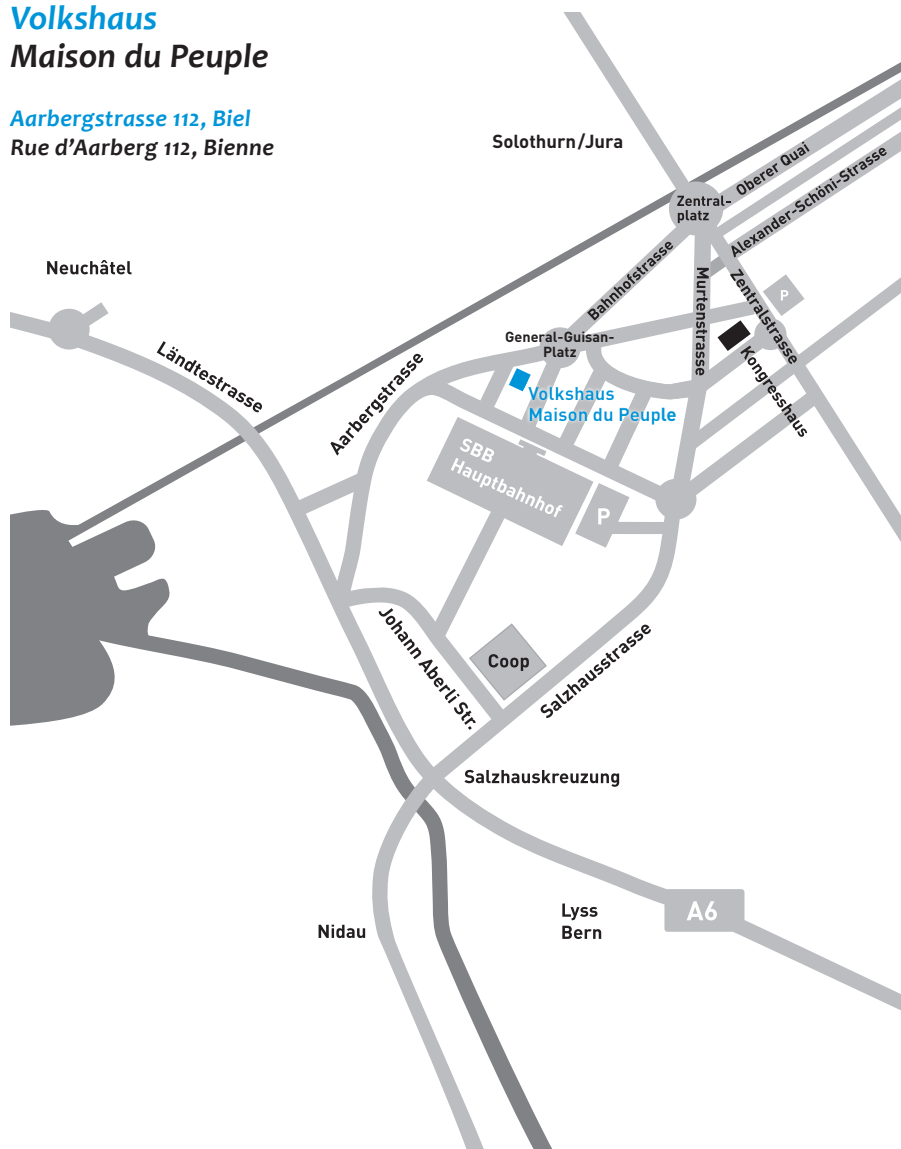 Volkshaus
Maison du Peuple
Aarbergstrasse 112, Biel
Rue d'Aarberg 112, Bienne
Solothurn/Jura
Oberer Quai
Alexander-Schöni-Strasse
Zentral-
platz
Neuchâtel
Bahnhofstrasse
Murtenstrasse
Zentralstrasse
P
General-Guisan-
Platz
Kongresshaus
Ländtestrasse
Aarbergstrasse
Volkshaus
Maison du Peuple
SBB
Hauptbahnhof
P
Johann Aberli Str.
Coop
Salzhausstrasse
Salzhauskreuzung
Nidau
Lyss
Bern
A6